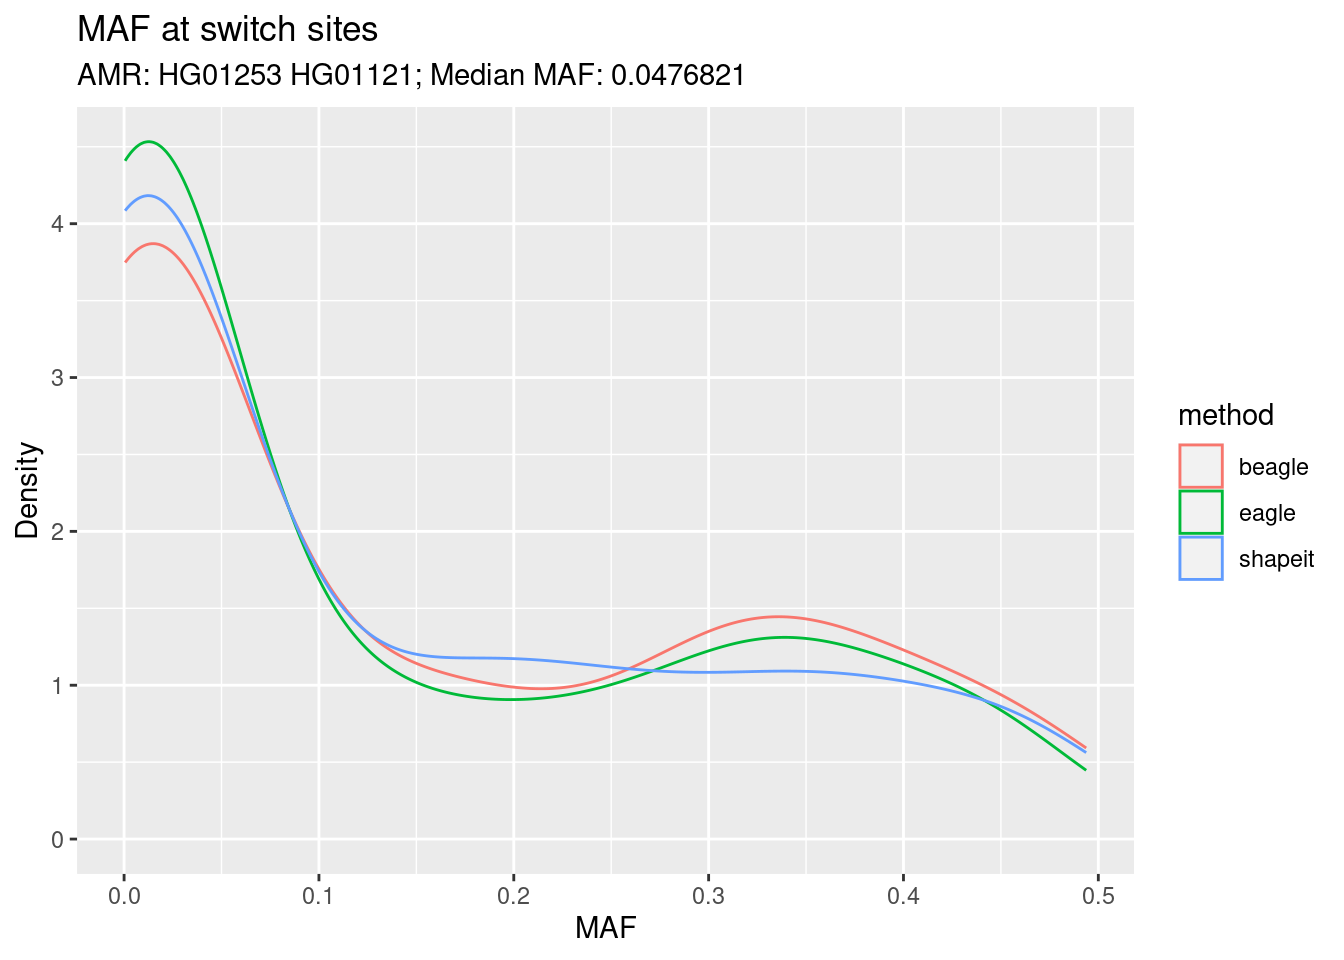 MAF at switch sites
AMR: HG01253 HG01121; Median MAF: 0.0476821
4
3
2
1
0
Density
0.0
0.1
0.2
0.3
0.4
0.5
MAF
method
beagle
eagle
shapeit